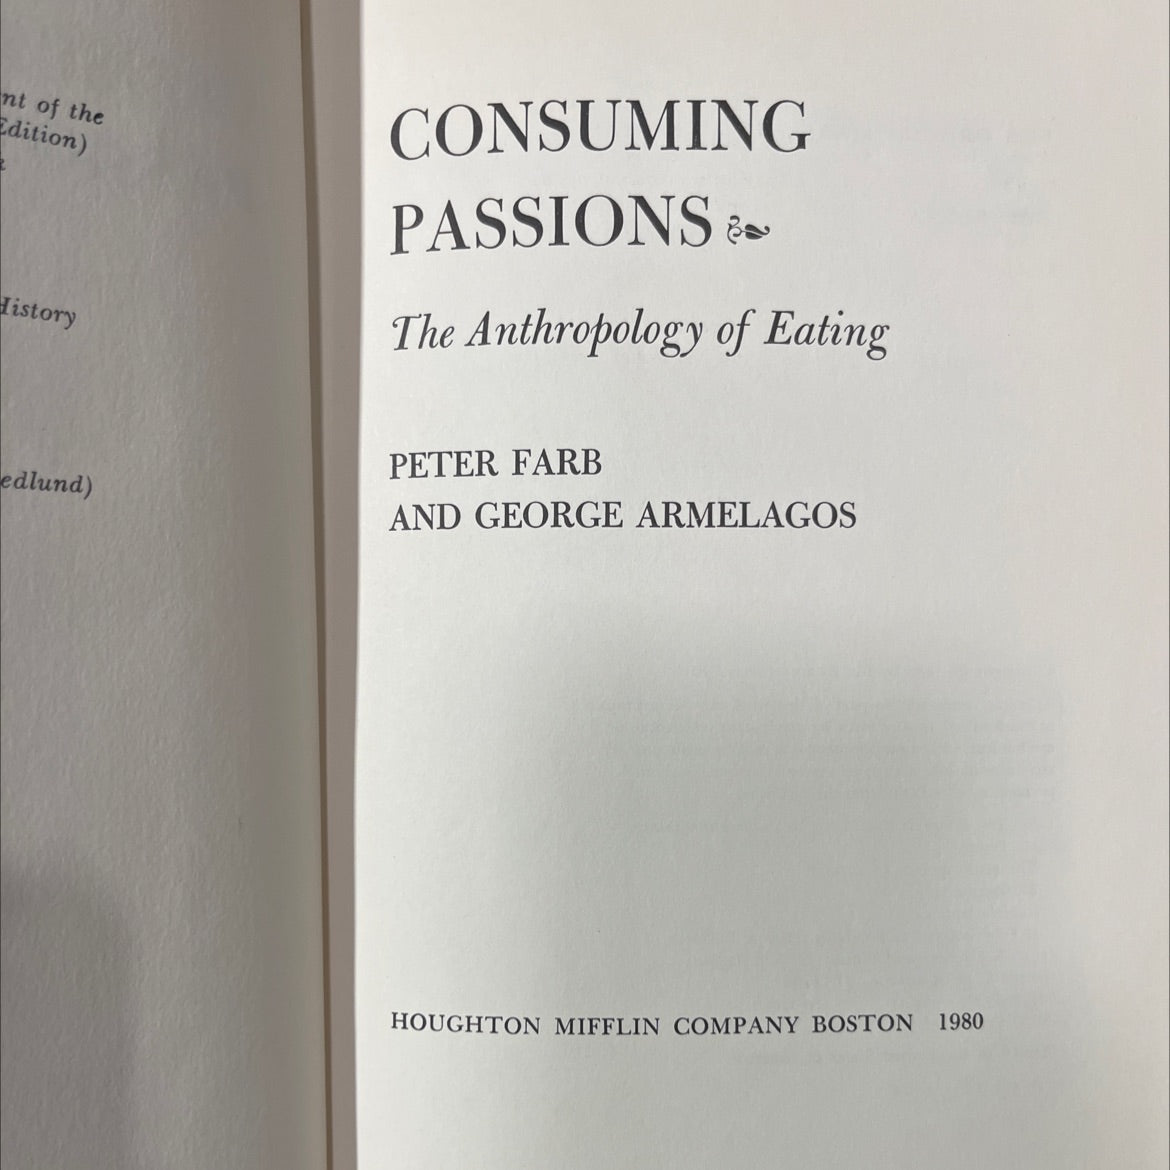 nt of the
Edition)
History
edlund)
CONSUMING
PASSIONS
The Anthropology of Eating
PETER FARB
AND GEORGE ARMELAGOS
HOUGHTON MIFFLIN COMPANY BOSTON 1980